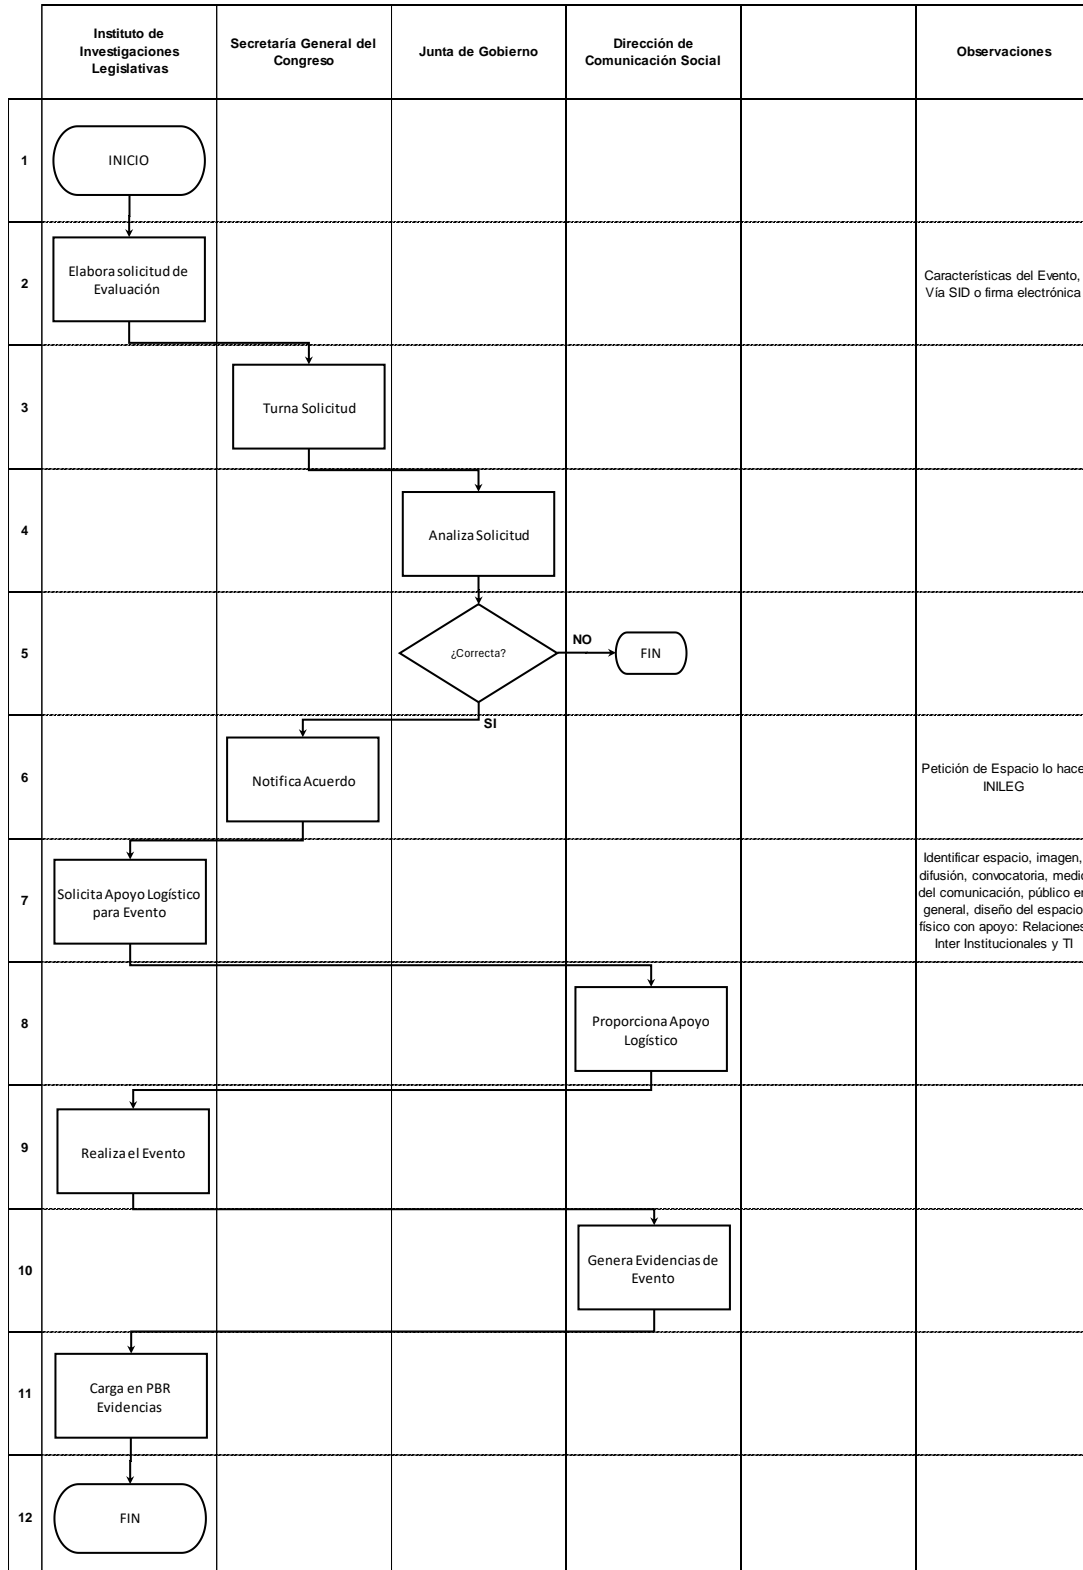 Instituto de
Investigaciones
Legislativas
Secretaría General del
Congreso
Junta de Gobierno
Dirección de
Comunicación Social
Observaciones
1
INICIO
2
Elabora solicitud de
Evaluación
Características del Evento,
Vía SID o firma electrónica
3
Turna Solicitud
4
Analiza Solicitud
5
¿Correcta?
NO
FIN
SI
6
Notifica Acuerdo
Petición de Espacio lo hace
INILEG
7
Solicita Apoyo Logístico
para Evento
Identificar espacio, imagen,
difusión, convocatoria, medio
del comunicación, público en
general, diseño del espacio
físico con apoyo: Relaciones
Inter Institucionales y TI
8
Proporciona Apoyo
Logístico
9
Realiza el Evento
10
Genera Evidencias de
Evento
11
Carga en PBR
Evidencias
12
FIN